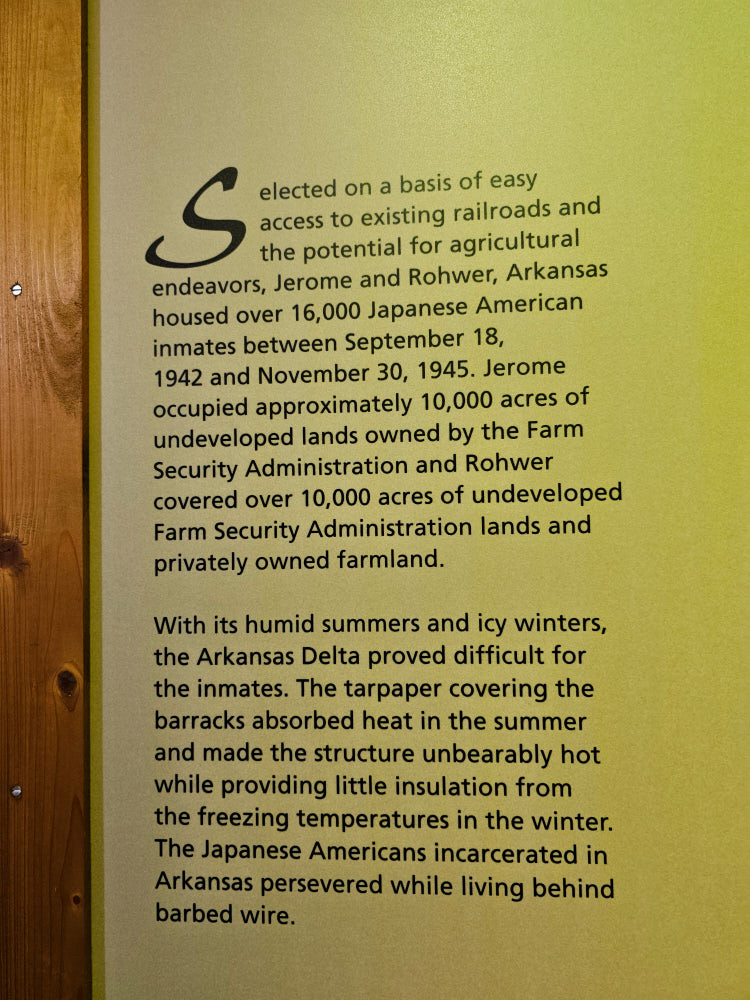 Selected on a basis of easy
access to existing railroads and
the potential for agricultural
endeavors, Jerome and Rohwer, Arkansas
housed over 16,000 Japanese American
inmates between September 18,
1942 and November 30, 1945. Jerome
occupied approximately 10,000 acres of
undeveloped lands owned by the Farm
Security Administration and Rohwer
covered over 10,000 acres of undeveloped
Farm Security Administration lands and
privately owned farmland.
With its humid summers and icy winters,
the Arkansas Delta proved difficult for
the inmates. The tarpaper covering the
barracks absorbed heat in the summer
and made the structure unbearably hot
while providing little insulation from
the freezing temperatures in the winter.
The Japanese Americans incarcerated in
Arkansas persevered while living behind
barbed wire.